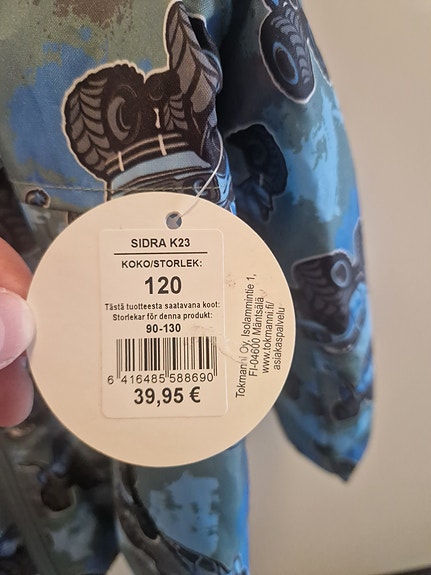 SIDRA K23
KOKO/STORLEK:
120
Tästä tuotteesta saatavana koot:
Storlekar för denna produkt:
90-130
6 416485 588690
39,95 €
Tokmanni Oy, Isolammintie 1,
FI-04600 Mäntsälä
www.tokmanni.fi/
asiakaspalvelu